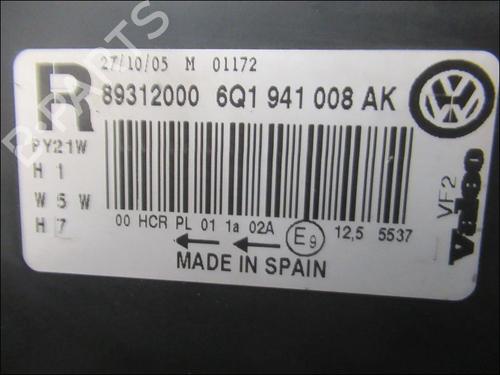 27/10/05 M 01172
R 89312000 6Q1 941 008 AK
PY21W
H 1
W 5 W
H 7
00 HCR PL 01 1a 02A E9 12,5 5537
MADE IN SPAIN
VF2
Valeo
B-PARTS